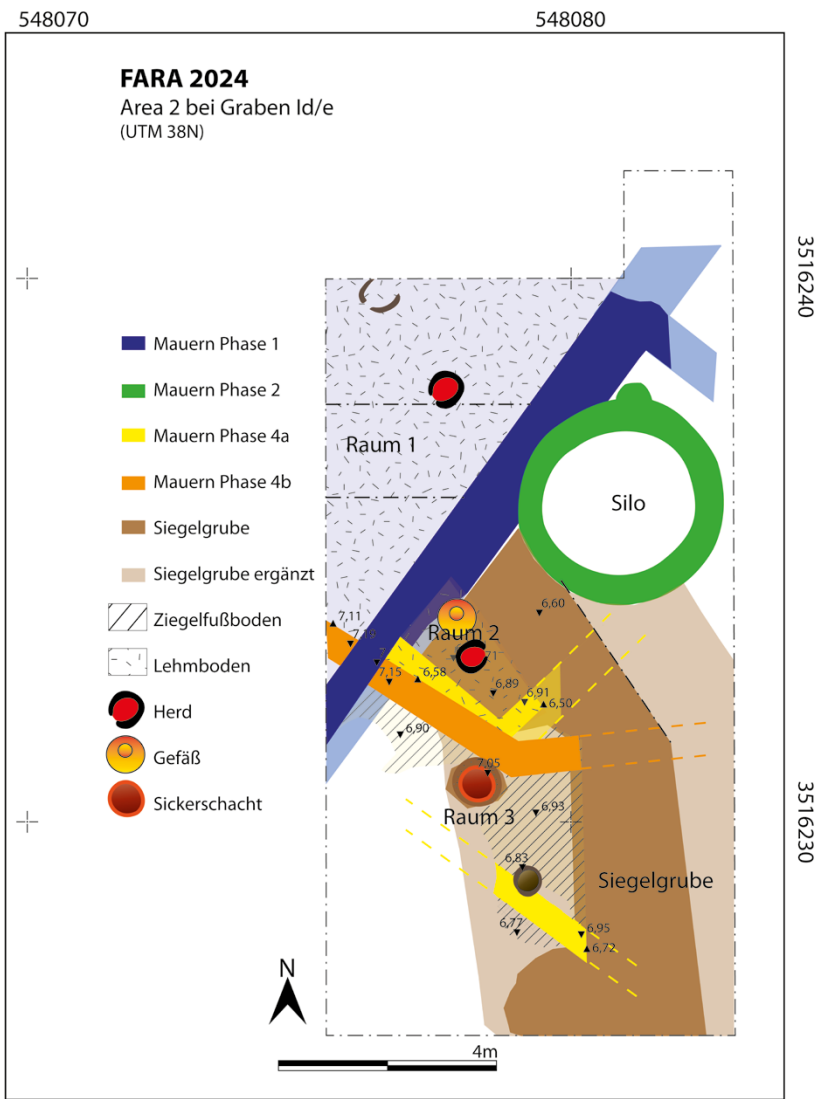 548070
548080
FARA 2024
Area 2 bei Graben Id/e
(UTM 38N)
3516240
Mauern Phase 1
Mauern Phase 2
Mauern Phase 4a
Mauern Phase 4b
Siegelgrube
Siegelgrube ergänzt
Ziegelfußboden
Lehmboden
Herd
Gefäß
Sickerschacht
Raum 1
Silo
6,60
7,11
Raum 2
71
6,58
7,15
6,89
6,91
6,50
6,90
7,05
3516230
Raum 3
6,93
6,83
Siegelgrube
6,77
6,95
6,72
N
4m